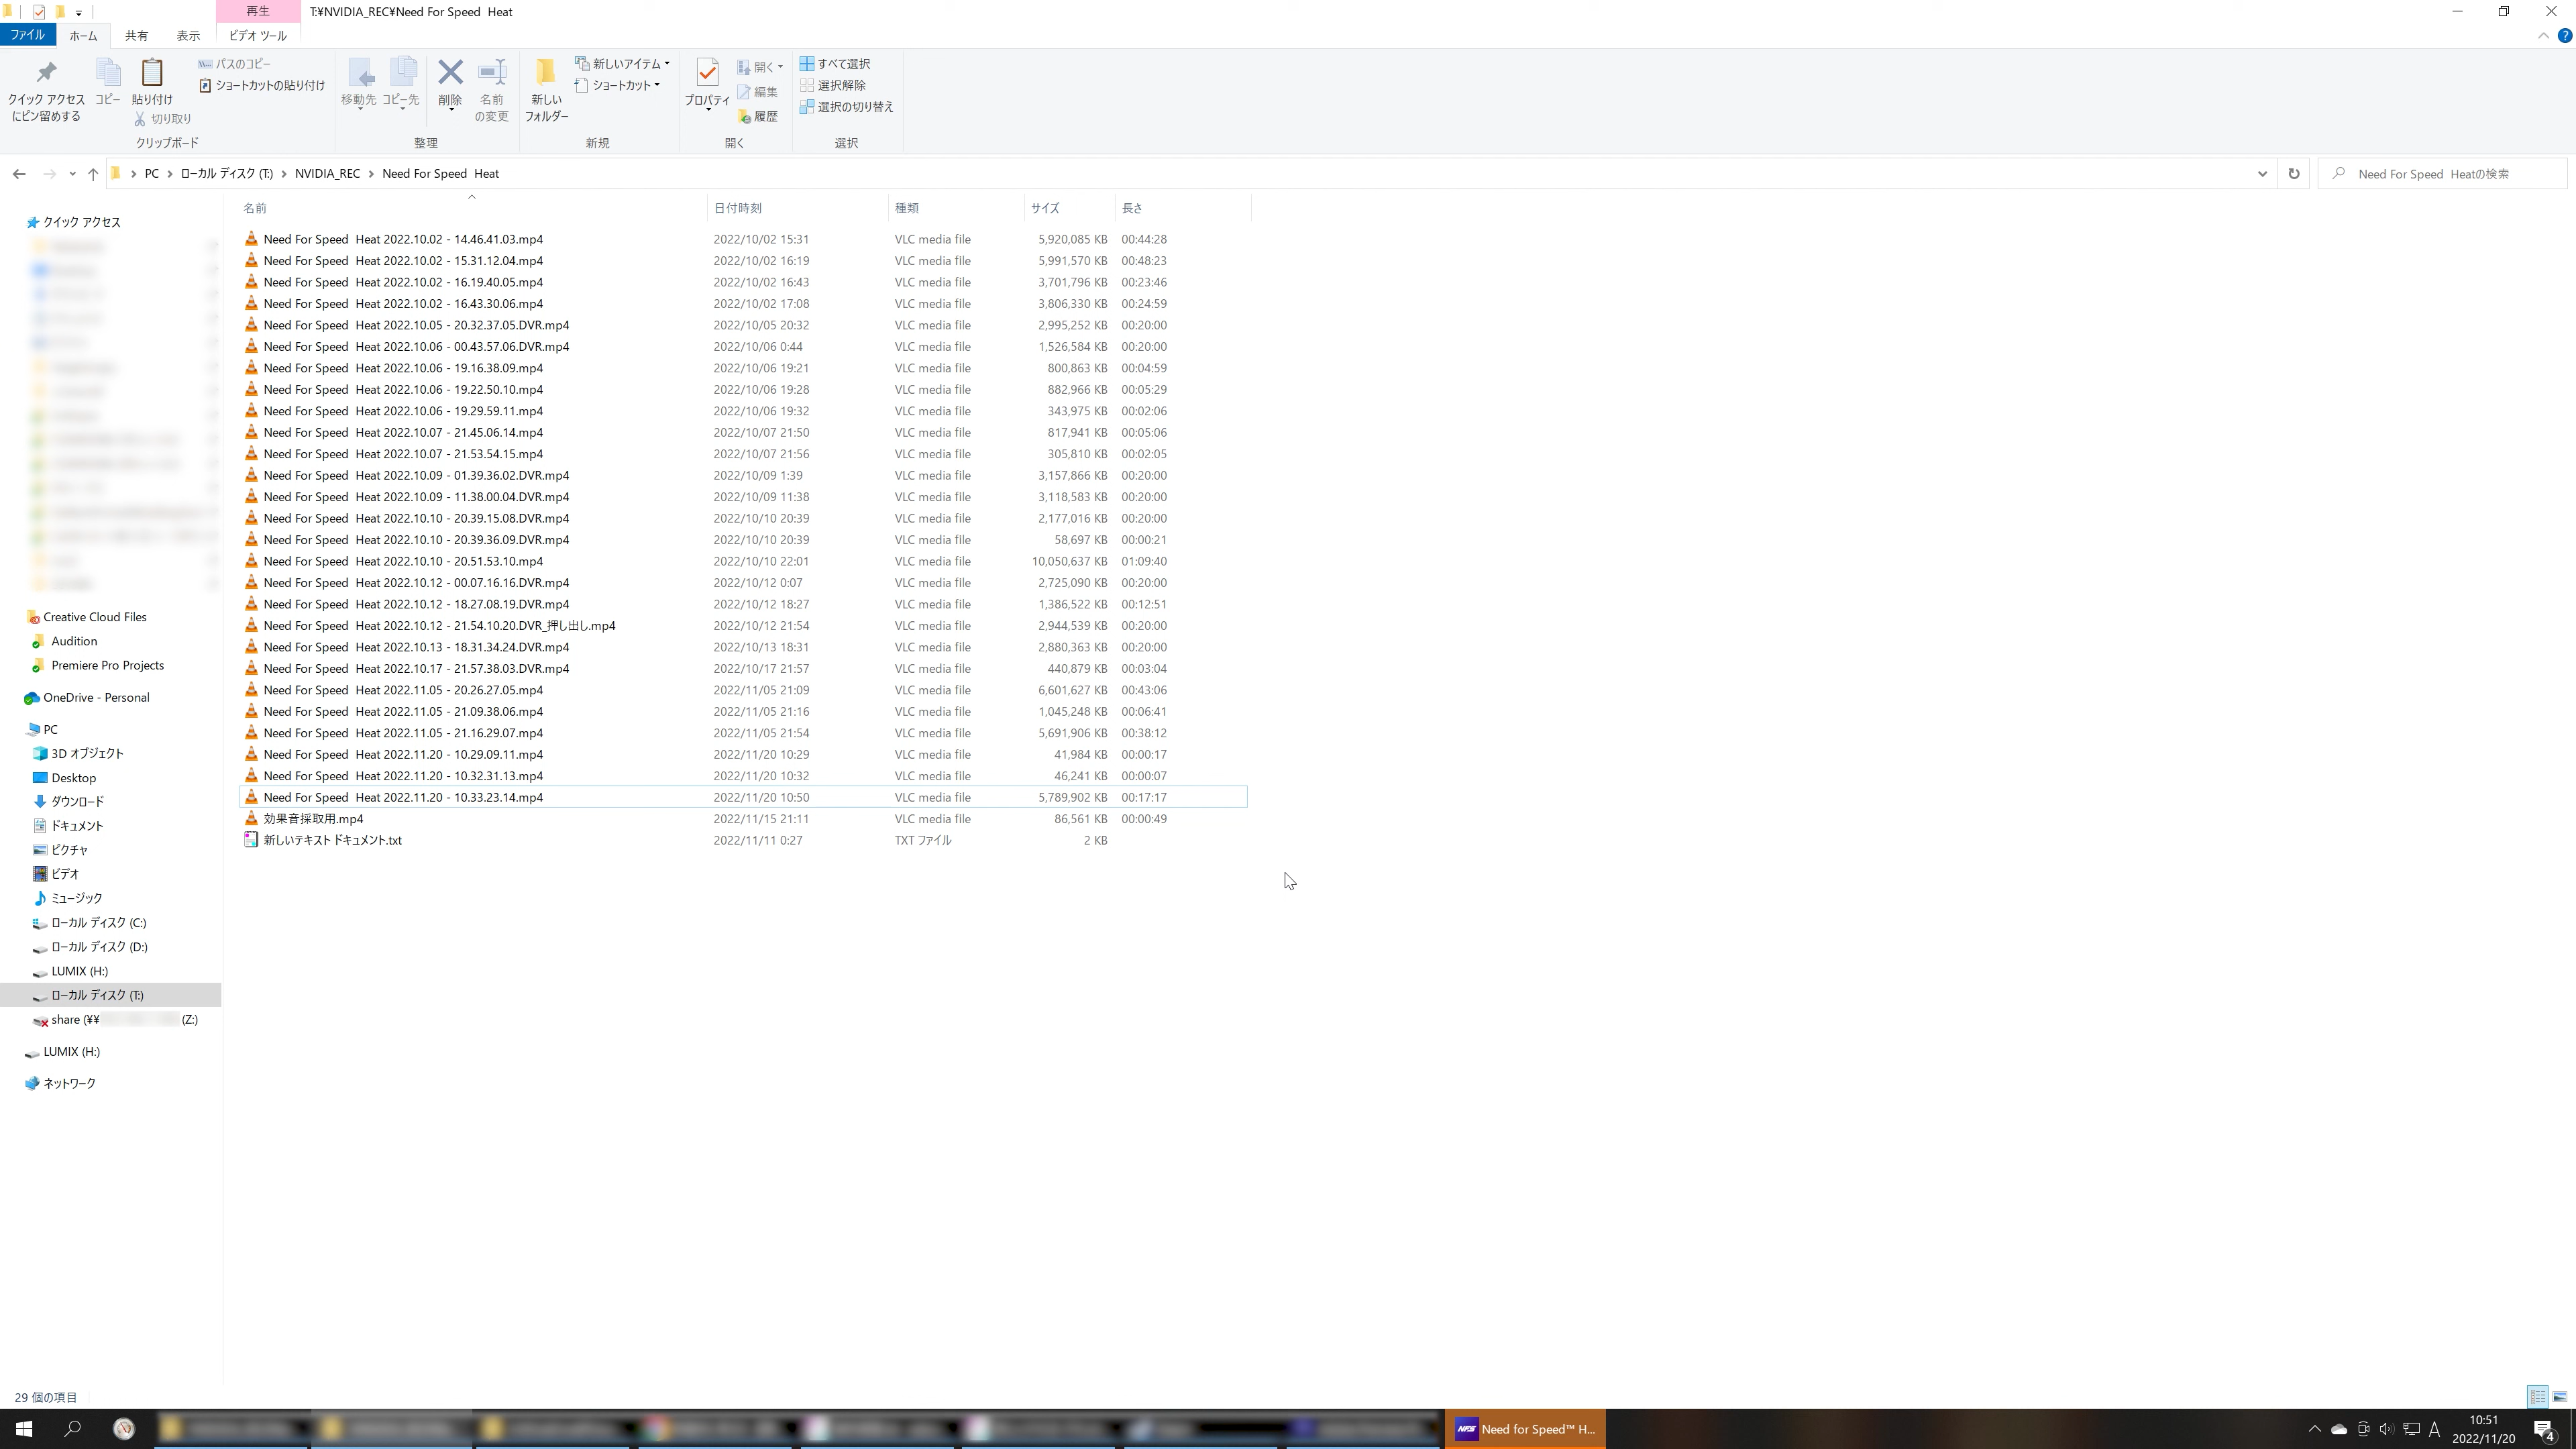 再生 T:¥NVIDIA_REC¥Need For Speed Heat
ファイル ホーム 共有 表示 ビデオ ツール
クイック アクセス
にピン留めする
コピー
貼り付け
パスのコピー
ショートカットの貼り付け
切り取り
クリップボード
移動先
コピー先
削除
名前
の変更
整理
新しい
フォルダー
新しいアイテム
ショートカット
新規
プロパティ
開く
編集
履歴
開く
すべて選択
選択解除
選択の切り替え
選択
PC ローカル ディスク (T:) NVIDIA_REC Need For Speed Heat
Need For Speed Heatの検索
クイック アクセス
Creative Cloud Files
Audition
Premiere Pro Projects
OneDrive - Personal
PC
3D オブジェクト
Desktop
ダウンロード
ドキュメント
ピクチャ
ビデオ
ミュージック
ローカル ディスク (C:)
ローカル ディスク (D:)
LUMIX (H:)
ローカル ディスク (T:)
share (¥¥ (Z:)
LUMIX (H:)
ネットワーク
名前 日付時刻 種類 サイズ 長さ
Need For Speed Heat 2022.10.02 - 14.46.41.03.mp4 2022/10/02 15:31 VLC media file 5,920,085 KB 00:44:28
Need For Speed Heat 2022.10.02 - 15.31.12.04.mp4 2022/10/02 16:19 VLC media file 5,991,570 KB 00:48:23
Need For Speed Heat 2022.10.02 - 16.19.40.05.mp4 2022/10/02 16:43 VLC media file 3,701,796 KB 00:23:46
Need For Speed Heat 2022.10.02 - 16.43.30.06.mp4 2022/10/02 17:08 VLC media file 3,806,330 KB 00:24:59
Need For Speed Heat 2022.10.05 - 20.32.37.05.DVR.mp4 2022/10/05 20:32 VLC media file 2,995,252 KB 00:20:00
Need For Speed Heat 2022.10.06 - 00.43.57.06.DVR.mp4 2022/10/06 0:44 VLC media file 1,526,584 KB 00:20:00
Need For Speed Heat 2022.10.06 - 19.16.38.09.mp4 2022/10/06 19:21 VLC media file 800,863 KB 00:04:59
Need For Speed Heat 2022.10.06 - 19.22.50.10.mp4 2022/10/06 19:28 VLC media file 882,966 KB 00:05:29
Need For Speed Heat 2022.10.06 - 19.29.59.11.mp4 2022/10/06 19:32 VLC media file 343,975 KB 00:02:06
Need For Speed Heat 2022.10.07 - 21.45.06.14.mp4 2022/10/07 21:50 VLC media file 817,941 KB 00:05:06
Need For Speed Heat 2022.10.07 - 21.53.54.15.mp4 2022/10/07 21:56 VLC media file 305,810 KB 00:02:05
Need For Speed Heat 2022.10.09 - 01.39.36.02.DVR.mp4 2022/10/09 1:39 VLC media file 3,157,866 KB 00:20:00
Need For Speed Heat 2022.10.09 - 11.38.00.04.DVR.mp4 2022/10/09 11:38 VLC media file 3,118,583 KB 00:20:00
Need For Speed Heat 2022.10.10 - 20.39.15.08.DVR.mp4 2022/10/10 20:39 VLC media file 2,177,016 KB 00:20:00
Need For Speed Heat 2022.10.10 - 20.39.36.09.DVR.mp4 2022/10/10 20:39 VLC media file 58,697 KB 00:00:21
Need For Speed Heat 2022.10.10 - 20.51.53.10.mp4 2022/10/10 22:01 VLC media file 10,050,637 KB 01:09:40
Need For Speed Heat 2022.10.12 - 00.07.16.16.DVR.mp4 2022/10/12 0:07 VLC media file 2,725,090 KB 00:20:00
Need For Speed Heat 2022.10.12 - 18.27.08.19.DVR.mp4 2022/10/12 18:27 VLC media file 1,386,522 KB 00:12:51
Need For Speed Heat 2022.10.12 - 21.54.10.20.DVR_押し出し.mp4 2022/10/12 21:54 VLC media file 2,944,539 KB 00:20:00
Need For Speed Heat 2022.10.13 - 18.31.34.24.DVR.mp4 2022/10/13 18:31 VLC media file 2,880,363 KB 00:20:00
Need For Speed Heat 2022.10.17 - 21.57.38.03.DVR.mp4 2022/10/17 21:57 VLC media file 440,879 KB 00:03:04
Need For Speed Heat 2022.11.05 - 20.26.27.05.mp4 2022/11/05 21:09 VLC media file 6,601,627 KB 00:43:06
Need For Speed Heat 2022.11.05 - 21.09.38.06.mp4 2022/11/05 21:16 VLC media file 1,045,248 KB 00:06:41
Need For Speed Heat 2022.11.05 - 21.16.29.07.mp4 2022/11/05 21:54 VLC media file 5,691,906 KB 00:38:12
Need For Speed Heat 2022.11.20 - 10.29.09.11.mp4 2022/11/20 10:29 VLC media file 41,984 KB 00:00:17
Need For Speed Heat 2022.11.20 - 10.32.31.13.mp4 2022/11/20 10:32 VLC media file 46,241 KB 00:00:07
Need For Speed Heat 2022.11.20 - 10.33.23.14.mp4 2022/11/20 10:50 VLC media file 5,789,902 KB 00:17:17
効果音採取用.mp4 2022/11/15 21:11 VLC media file 86,561 KB 00:00:49
新しいテキスト ドキュメント.txt 2022/11/11 0:27 TXT ファイル 2 KB
29 個の項目
NFS Need for Speed™ H...
A
10:51
2022/11/20
4